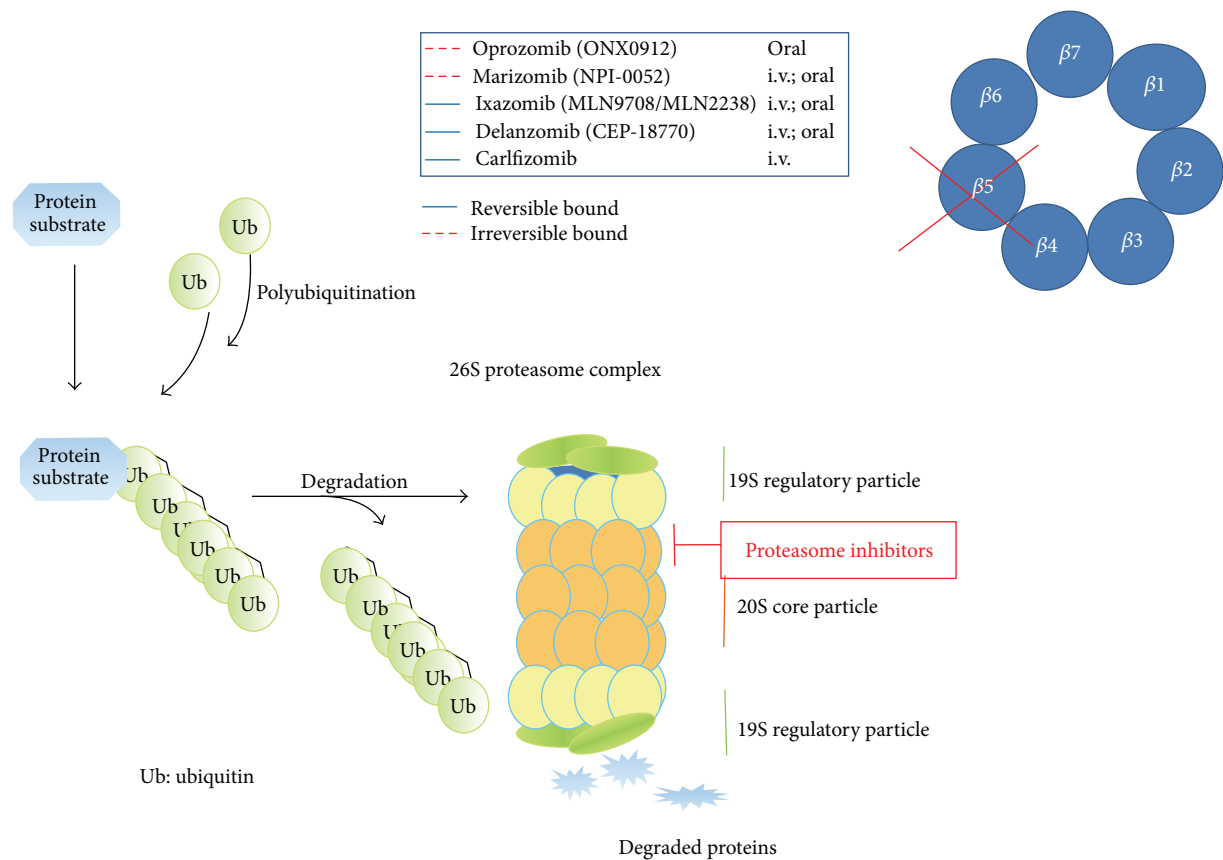 Oprozomib (ONX0912) Oral
Marizomib (NPI-0052) i.v.; oral
Ixazomib (MLN9708/MLN2238) i.v.; oral
Delanzomib (CEP-18770) i.v.; oral
Carlfizomib i.v.
Reversible bound
Irreversible bound
β7
β1
β6
β2
β5
β3
β4
Protein
substrate
Ub
Ub
Polyubiquitination
26S proteasome complex
Protein
substrate
Ub
Ub
Ub
Ub
Ub
Ub
Degradation
Ub
Ub
Ub
Ub
Ub
Ub
19S regulatory particle
Proteasome inhibitors
20S core particle
19S regulatory particle
Ub: ubiquitin
Degraded proteins